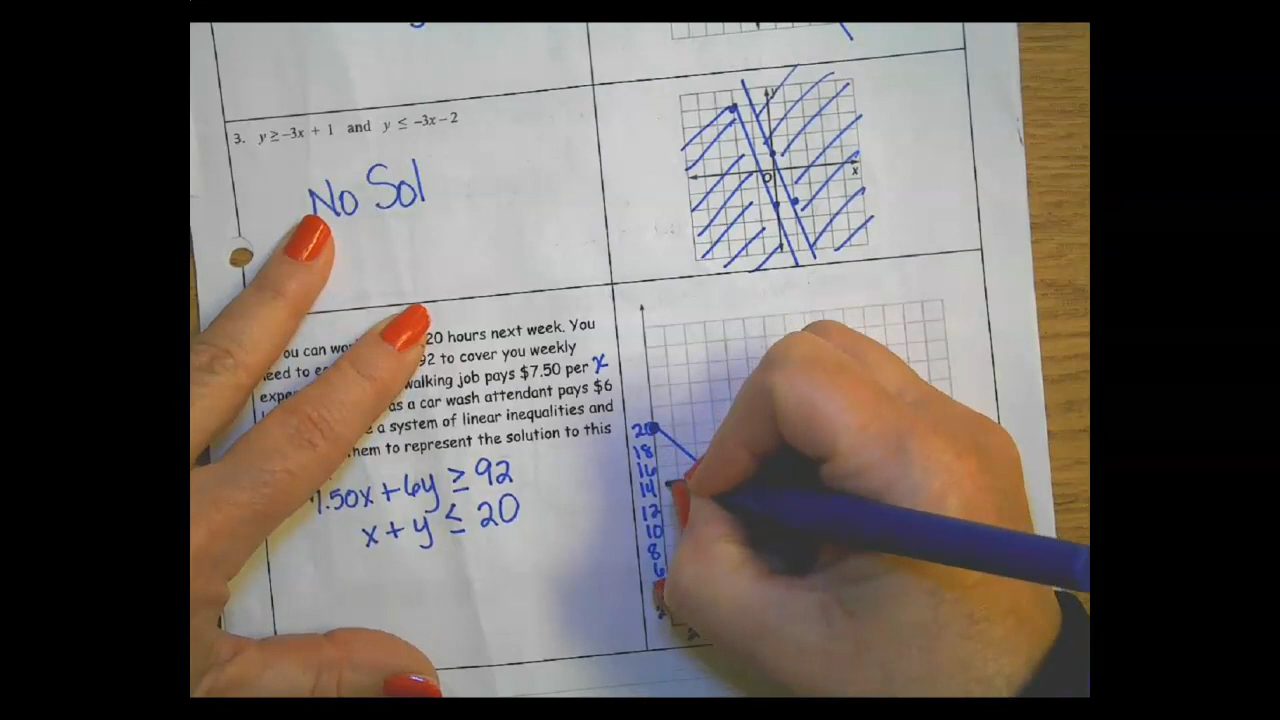 3. y ≥ -3x + 1 and y ≤ -3x - 2
No Sol
y
O
x
ou can 20 hours next week. You
eed to 92 to cover you weekly
expe walking job pays $7.50 per x
as a car wash attendant pays $6
e a system of linear inequalities and
hem to represent the solution to this
7.50x + 6y ≥ 92
x + y ≤ 20
20
18
16
14
12
10
8
6
2